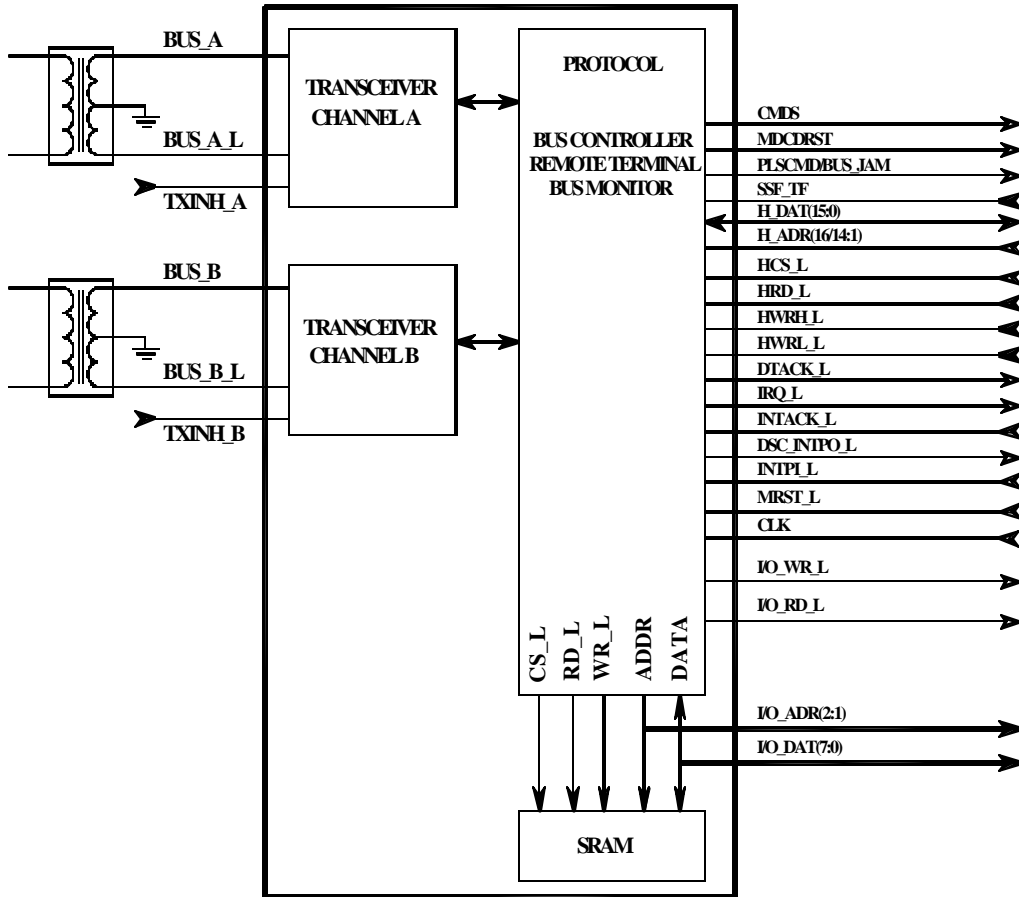 BUS_A
BUS_A_L
TXINH_A
TRANSCEIVER
CHANNEL A
BUS_B
BUS_B_L
TXINH_B
TRANSCEIVER
CHANNEL B
PROTOCOL
BUS CONTROLLER
REMOTE TERMINAL
BUS MONITOR
CMDS
MDCDRST
PLSCMD/BUS_JAM
SSF_TF
H_DAT(15:0)
H_ADR(16/14:1)
HCS_L
HRD_L
HWRH_L
HWRL_L
DTACK_L
IRQ_L
INTACK_L
DSC_INTPO_L
INTPI_L
MRST_L
CLK
I/O_WR_L
I/O_RD_L
CS_L
RD_L
WR_L
ADDR
DATA
I/O_ADR(2:1)
I/O_DAT(7:0)
SRAM